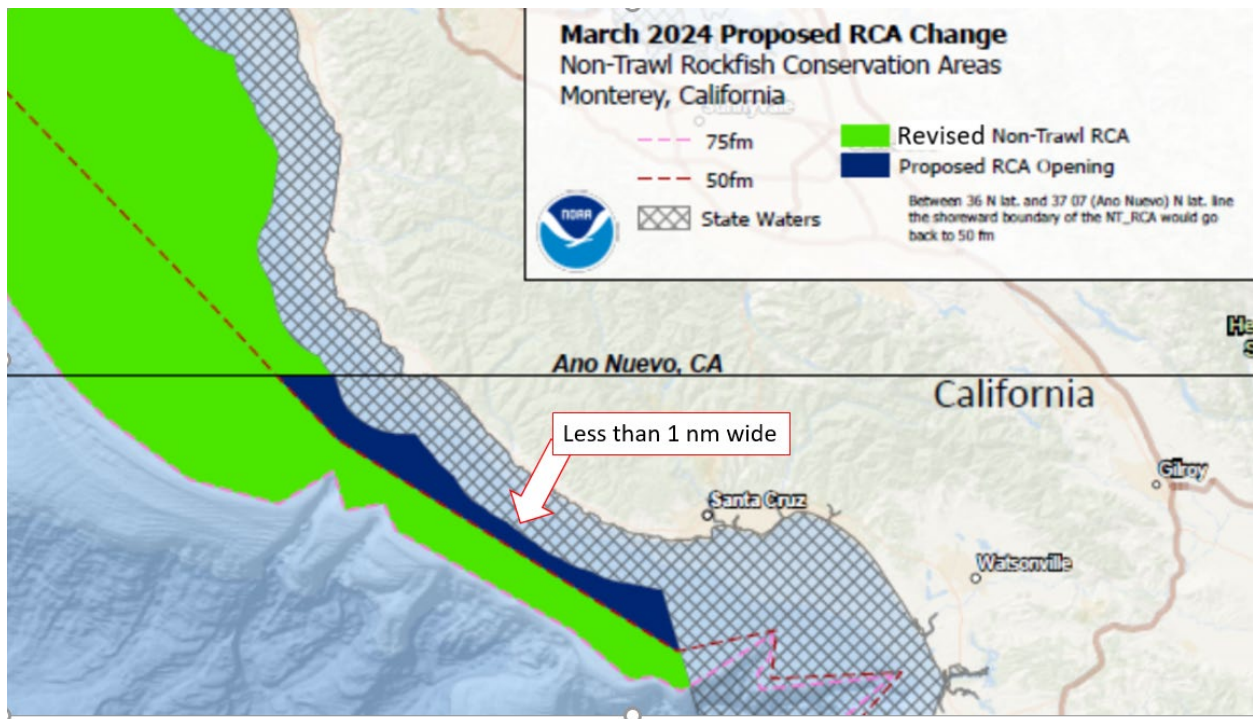 March 2024 Proposed RCA Change
Non-Trawl Rockfish Conservation Areas
Monterey, California
75fm
50fm
State Waters
Revised Non-Trawl RCA
Proposed RCA Opening
Between 36 N lat. and 37 07 (Ano Nuevo) N lat. line
the shoreward boundary of the NT_RCA would go
back to 50 fm
NOAA
Ano Nuevo, CA
California
Less than 1 nm wide
Gilroy
Santa Cruz
Watsonville